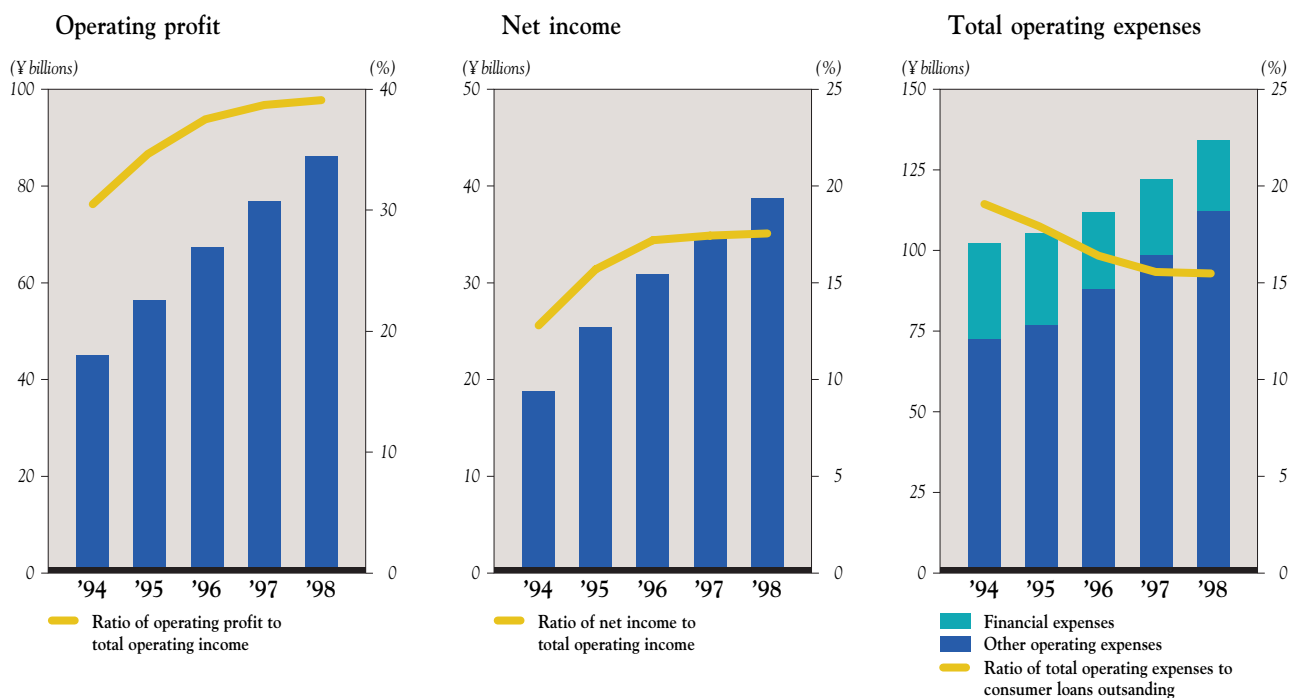 Operating profit
(¥ billions) (%)
100 40
80
30
60
20
40
10
20
0 0
’94 ’95 ’96 ’97 ’98
Ratio of operating profit to
total operating income
Net income
(¥ billions) (%)
50 25
40 20
30 15
20 10
10 5
0 0
’94 ’95 ’96 ’97 ’98
Ratio of net income to
total operating income
Total operating expenses
(¥ billions) (%)
150 25
125
20
100
15
75
10
50
5
25
0 0
’94 ’95 ’96 ’97 ’98
Financial expenses
Other operating expenses
Ratio of total operating expenses to
consumer loans outsanding